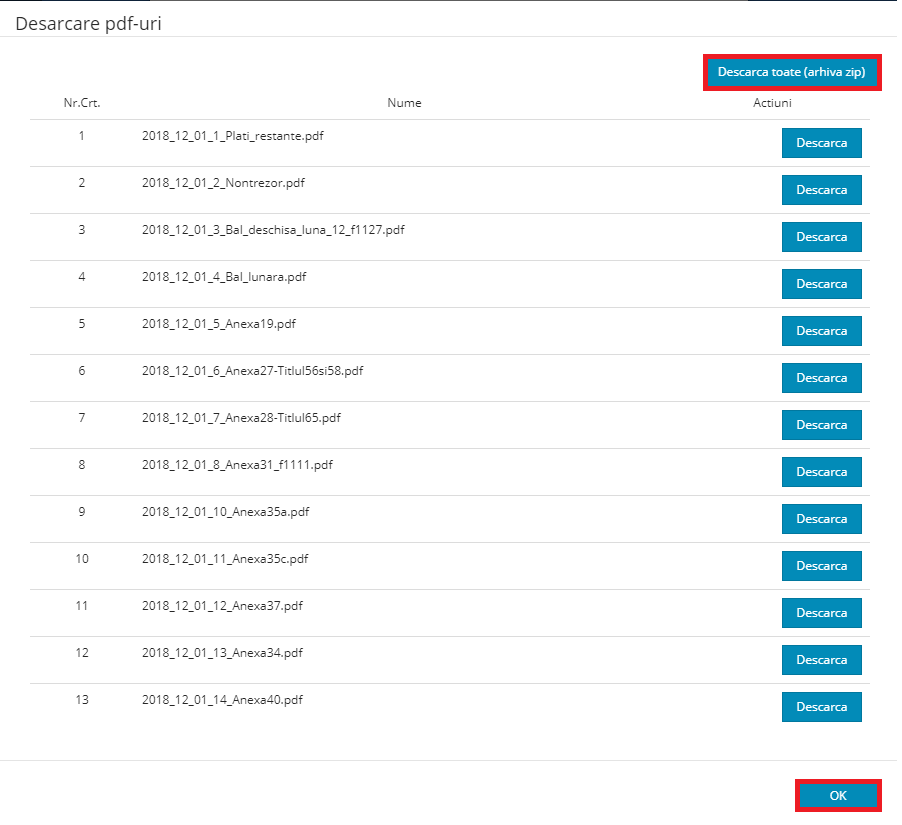 Desarcare pdf-uri
Descarca toate (arhiva zip)
Nr.Crt. Nume Actiuni
1 2018_12_01_1_Plati_restante.pdf Descarca
2 2018_12_01_2_Nontrezor.pdf Descarca
3 2018_12_01_3_Bal_deschisa_luna_12_f1127.pdf Descarca
4 2018_12_01_4_Bal_lunara.pdf Descarca
5 2018_12_01_5_Anexa19.pdf Descarca
6 2018_12_01_6_Anexa27-Titlul56si58.pdf Descarca
7 2018_12_01_7_Anexa28-Titlul65.pdf Descarca
8 2018_12_01_8_Anexa31_f1111.pdf Descarca
9 2018_12_01_10_Anexa35a.pdf Descarca
10 2018_12_01_11_Anexa35c.pdf Descarca
11 2018_12_01_12_Anexa37.pdf Descarca
12 2018_12_01_13_Anexa34.pdf Descarca
13 2018_12_01_14_Anexa40.pdf Descarca
OK